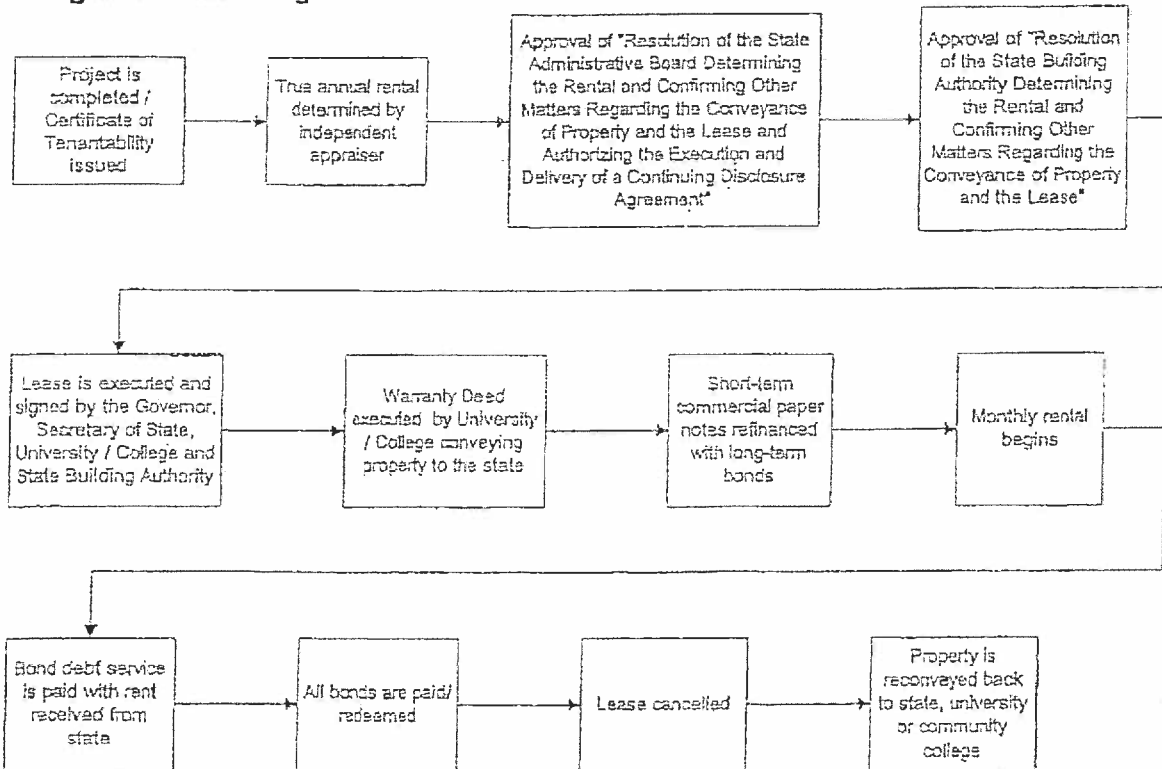 Project is
completed /
Certificate of
Tenantability
issued
True annual rental
determined by
independent
appraiser
Approval of "Resolution of the State
Administrative Board Determining
the Rental and Confirming Other
Matters Regarding the Conveyance
of Property and the Lease and
Authorizing the Execution and
Delivery of a Continuing Disclosure
Agreement"
Approval of "Resolution
of the State Building
Authority Determining
the Rental and
Confirming Other
Matters Regarding the
Conveyance of Property
and the Lease"
Lease is executed and
signed by the Governor,
Secretary of State,
University / College and
State Building Authority
Warranty Deed
executed by University
/ College conveying
property to the state
Short-term
commercial paper
notes refinanced
with long-term
bonds
Monthly rental
begins
Bond debt service
is paid with rent
received from
state
All bonds are paid/
redeemed
Lease cancelled
Property is
reconveyed back
to state, university
or community
college